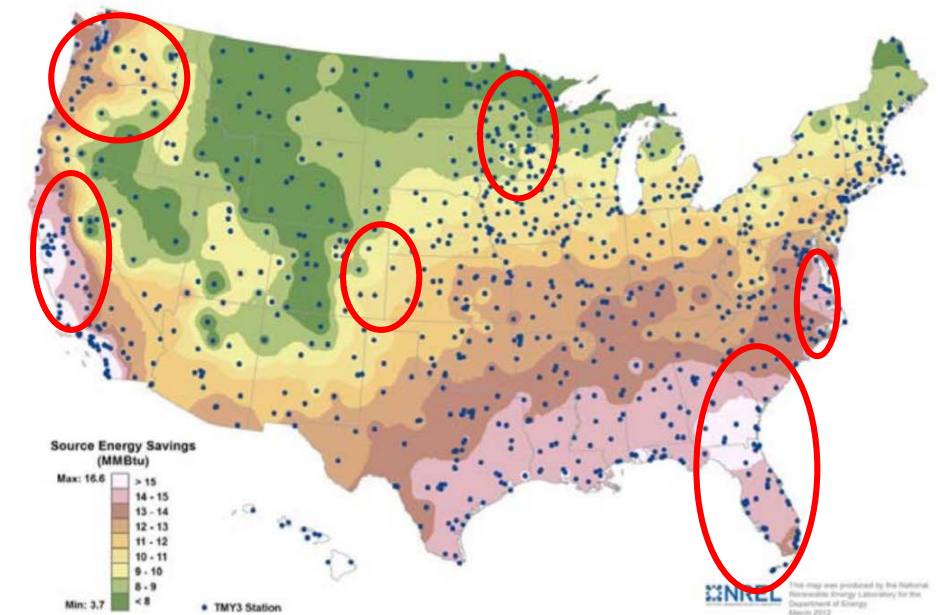 Source Energy Savings
(MMBtu)
Max: 16.6
> 15
14 - 15
13 - 14
12 - 13
11 - 12
10 - 11
9 - 10
8 - 9
Min: 3.7
< 8
TMY3 Station
NREL
This map was produced by the National
Renewable Energy Laboratory for the
Department of Energy
March 2012